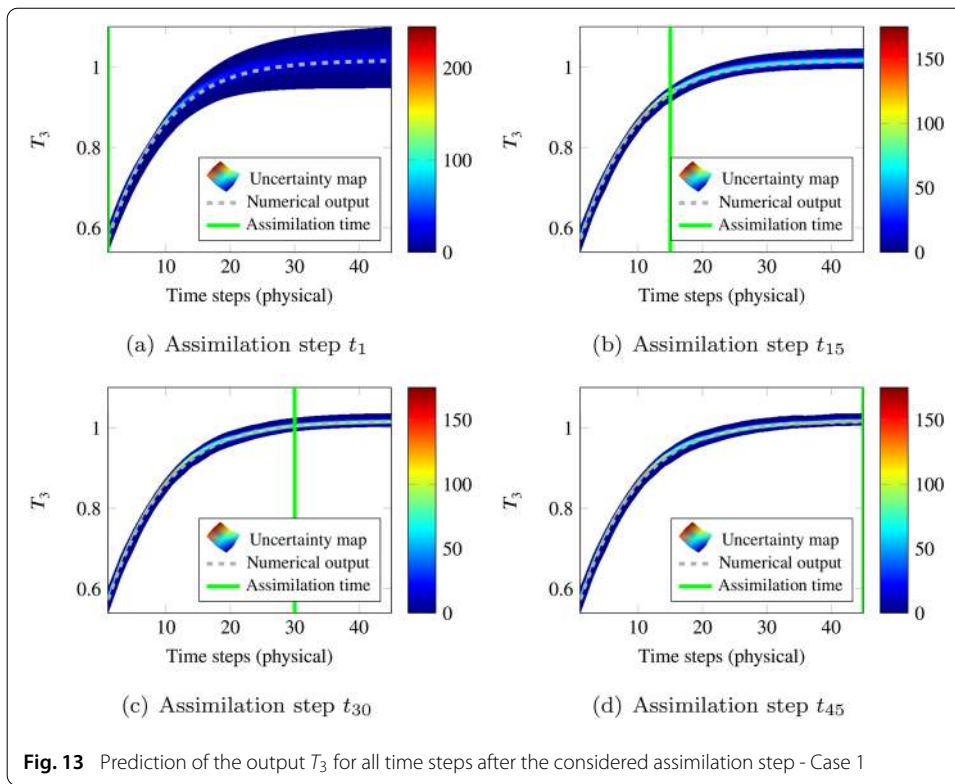 1
0.8
0.6
T3
10 20 30 40
Time steps (physical)
200
100
0
Uncertainty map
Numerical output
Assimilation time
(a) Assimilation step t1
1
0.8
0.6
T3
10 20 30 40
Time steps (physical)
150
100
50
0
Uncertainty map
Numerical output
Assimilation time
(b) Assimilation step t15
1
0.8
0.6
T3
10 20 30 40
Time steps (physical)
150
100
50
0
Uncertainty map
Numerical output
Assimilation time
(c) Assimilation step t30
1
0.8
0.6
T3
10 20 30 40
Time steps (physical)
150
100
50
0
Uncertainty map
Numerical output
Assimilation time
(d) Assimilation step t45
Fig. 13 Prediction of the output T3 for all time steps after the considered assimilation step - Case 1